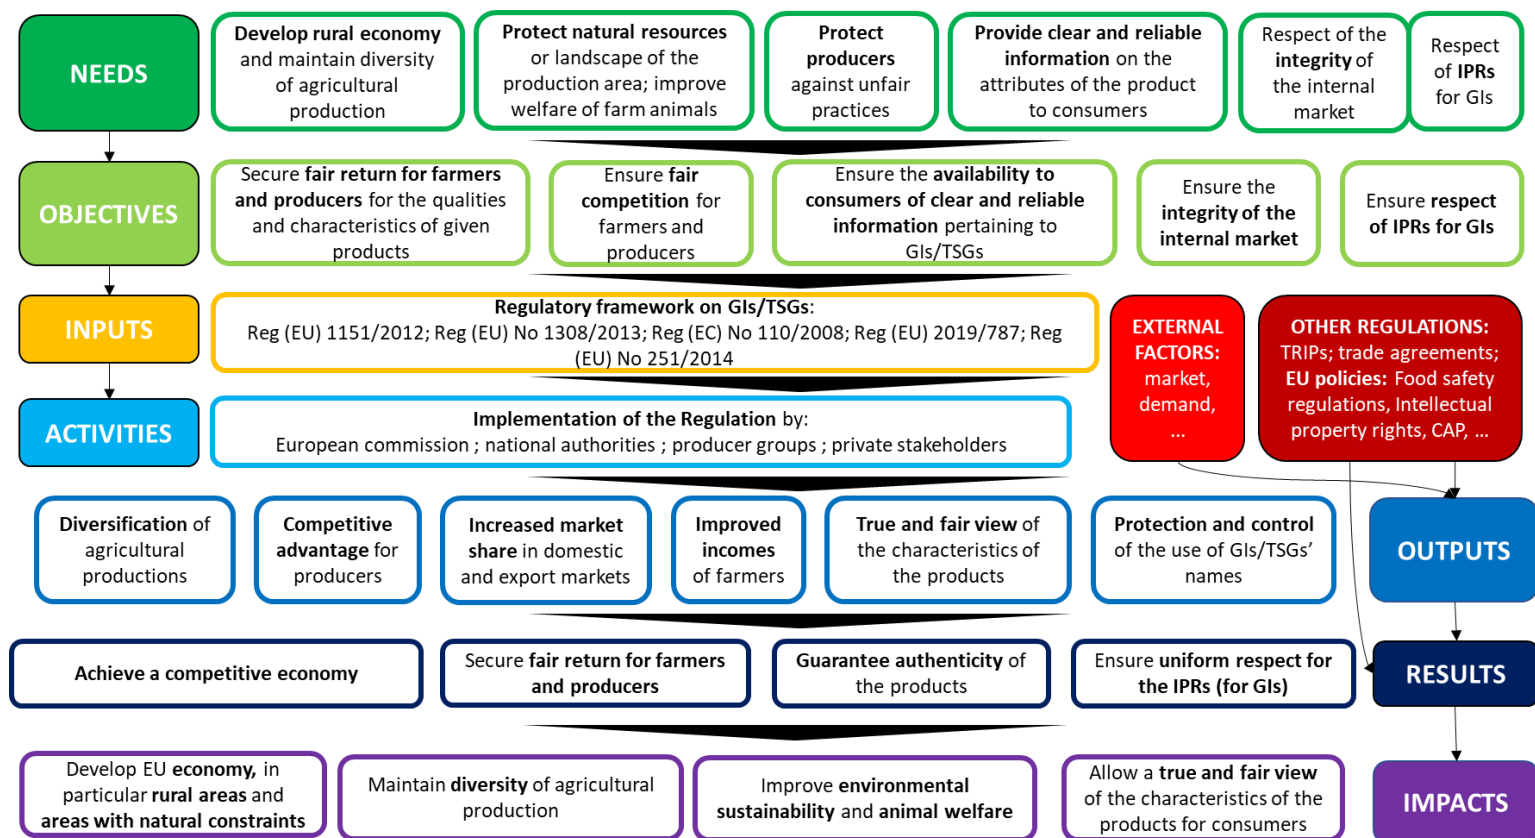 NEEDS
Develop rural economy
and maintain diversity
of agricultural
production
Protect natural resources
or landscape of the
production area; improve
welfare of farm animals
Protect
producers
against unfair
practices
Provide clear and reliable
information on the
attributes of the product
to consumers
Respect of the
integrity of
the internal
market
Respect
of IPRs
for GIs
OBJECTIVES
Secure fair return for farmers
and producers for the qualities
and characteristics of given
products
Ensure fair
competition for
farmers and
producers
Ensure the availability to
consumers of clear and reliable
information pertaining to
GIs/TSGs
Ensure the
integrity of the
internal market
Ensure respect
of IPRs for GIs
INPUTS
Regulatory framework on GIs/TSGs:
Reg (EU) 1151/2012; Reg (EU) No 1308/2013; Reg (EC) No 110/2008; Reg (EU) 2019/787; Reg
(EU) No 251/2014
EXTERNAL
FACTORS:
market,
demand,
...
OTHER REGULATIONS:
TRIPs; trade agreements;
EU policies: Food safety
regulations, Intellectual
property rights, CAP, ...
ACTIVITIES
Implementation of the Regulation by:
European commission ; national authorities ; producer groups ; private stakeholders
Diversification of
agricultural
productions
Competitive
advantage for
producers
Increased market
share in domestic
and export markets
Improved
incomes
of farmers
True and fair view of
the characteristics of
the products
Protection and control
of the use of GIs/TSGs’
names
OUTPUTS
Achieve a competitive economy
Secure fair return for farmers
and producers
Guarantee authenticity of
the products
Ensure uniform respect for
the IPRs (for GIs)
RESULTS
Develop EU economy, in
particular rural areas and
areas with natural constraints
Maintain diversity of agricultural
production
Improve environmental
sustainability and animal welfare
Allow a true and fair view
of the characteristics of the
products for consumers
IMPACTS